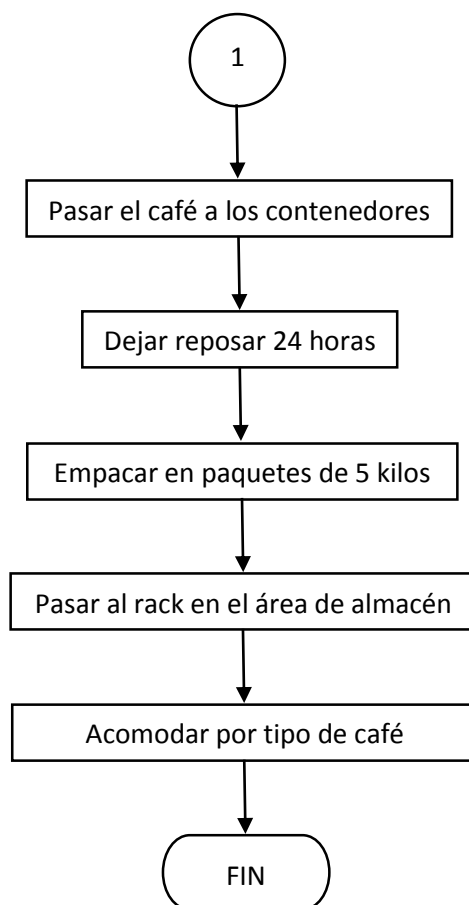 1
Pasar el café a los contenedores
Dejar reposar 24 horas
Empacar en paquetes de 5 kilos
Pasar al rack en el área de almacén
Acomodar por tipo de café
FIN